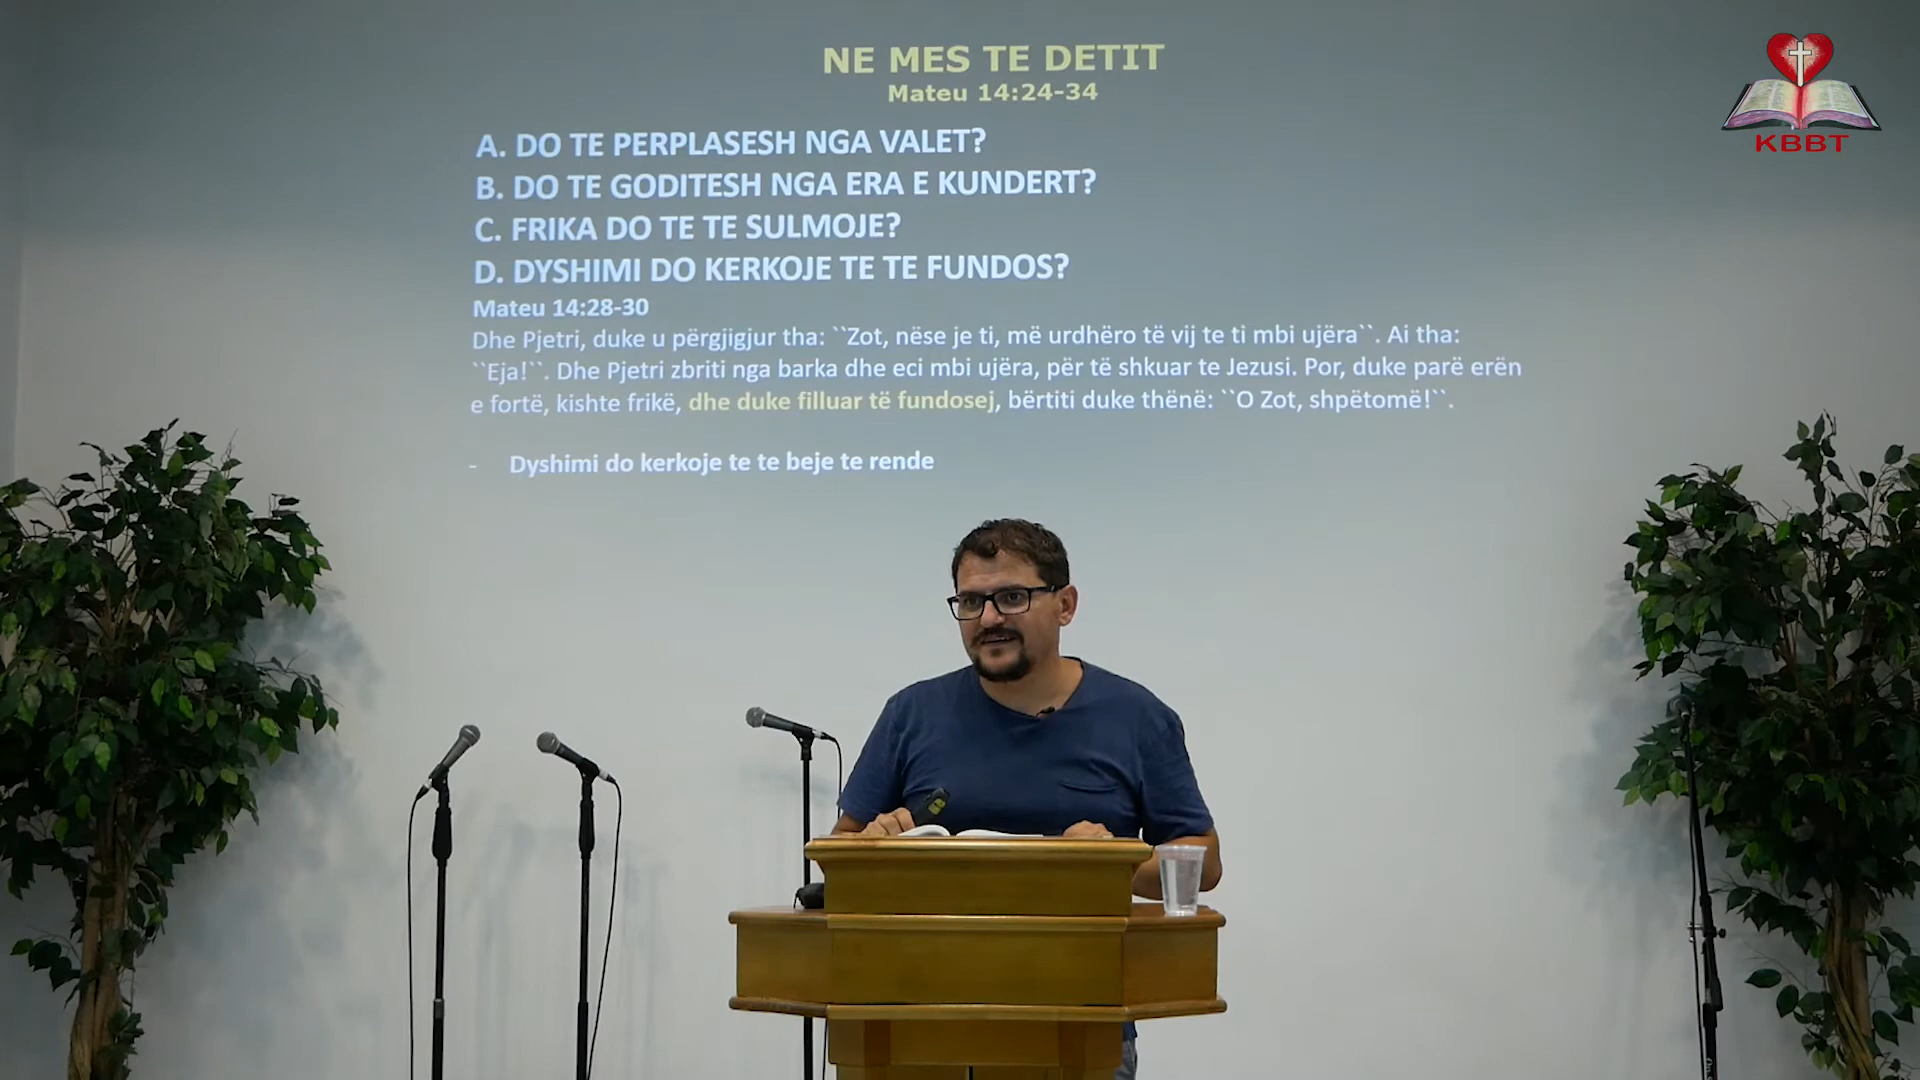 NE MES TE DETIT
Mateu 14:24-34
A. DO TE PERPLASESH NGA VALET?
B. DO TE GODITESH NGA ERA E KUNDERT?
C. FRIKA DO TE TE SULMOJE?
D. DYSHIMI DO KERKOJE TE TE FUNDOS?
Mateu 14:28-30
Dhe Pjetri, duke u përgjigjur tha: ``Zot, nëse je ti, më urdhëro të vij te ti mbi ujëra``. Ai tha:
``Eja!``. Dhe Pjetri zbriti nga barka dhe eci mbi ujëra, për të shkuar te Jezusi. Por, duke parë erën
e fortë, kishte frikë, dhe duke filluar të fundosej, bërtiti duke thënë: ``O Zot, shpëtomë!``.
- Dyshimi do kerkoje te te beje te rende
KBBT